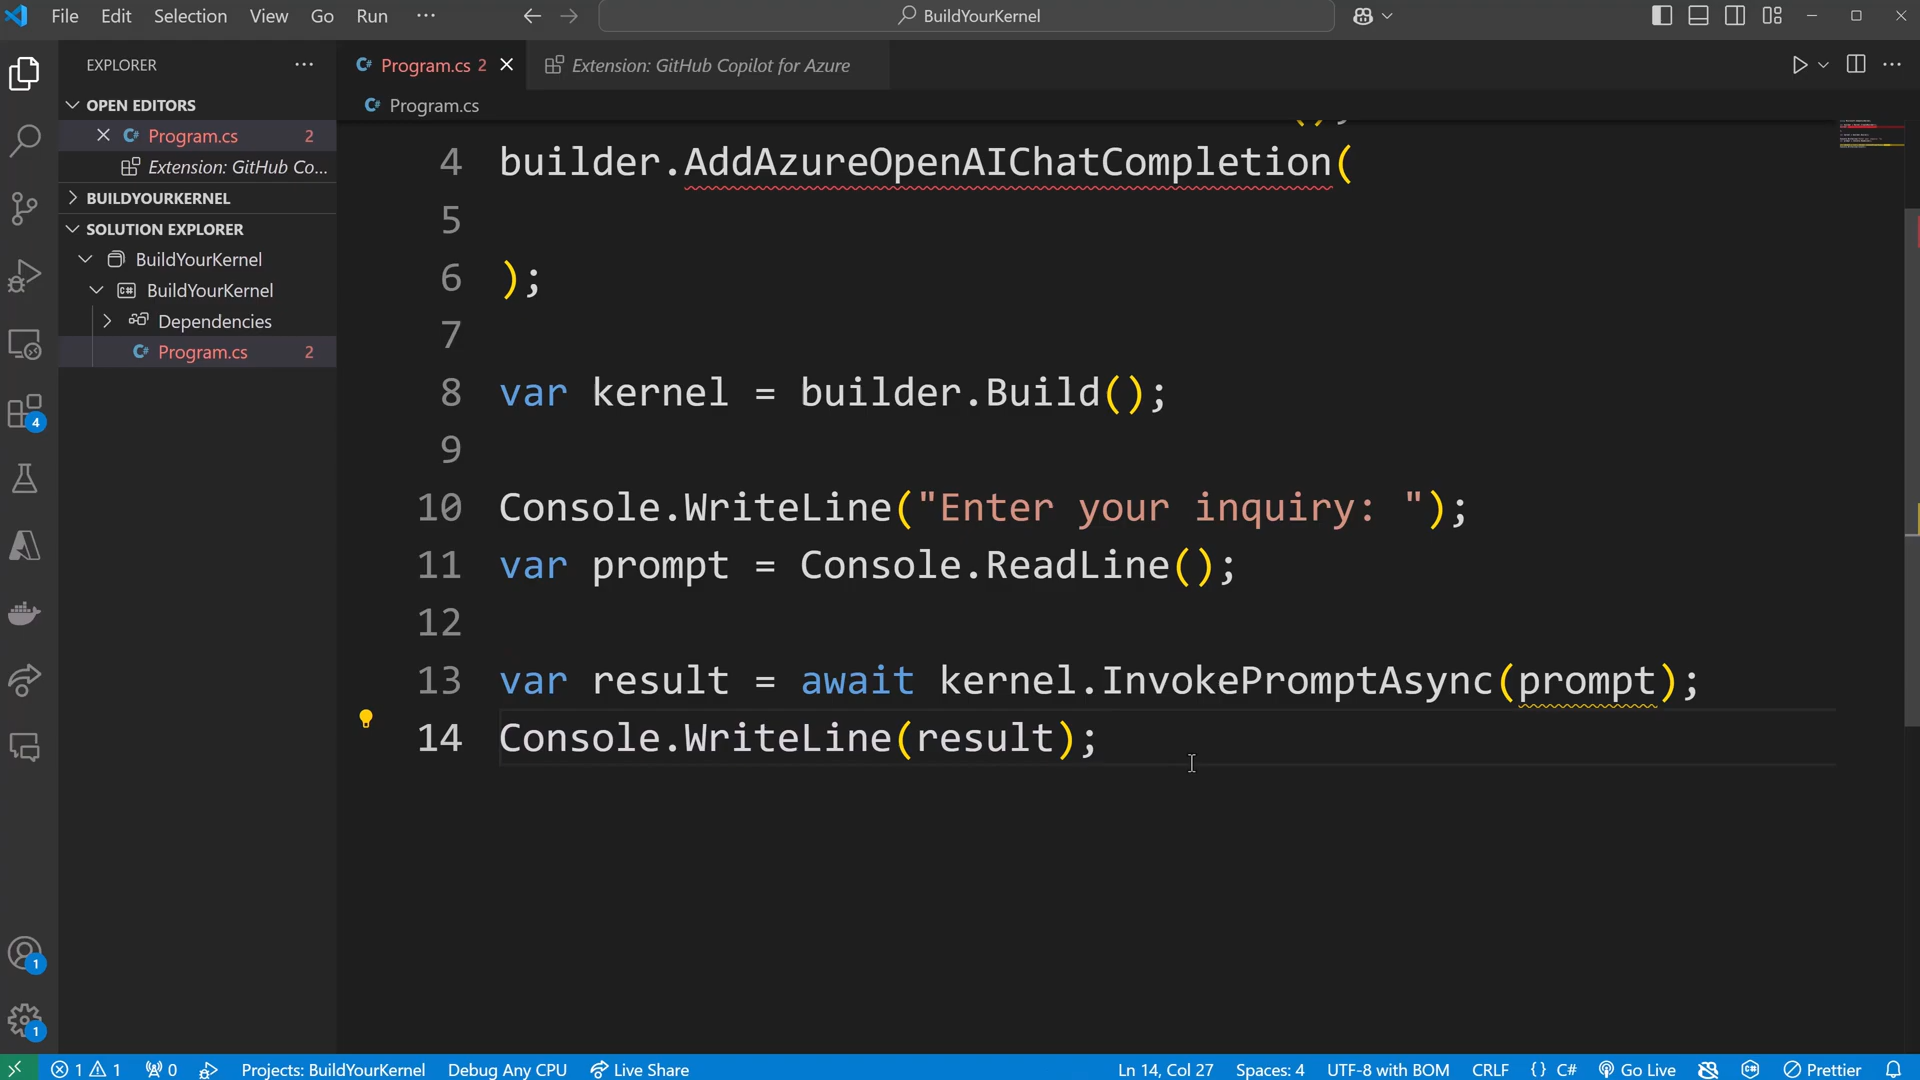 File Edit Selection View Go Run ··· BuildYourKernel
EXPLORER ···
Program.cs 2
Extension: GitHub Copilot for Azure
OPEN EDITORS
Program.cs
Program.cs 2
Extension: GitHub Co...
BUILDYOURKERNEL
SOLUTION EXPLORER
BuildYourKernel
BuildYourKernel
Dependencies
Program.cs 2
4 builder.AddAzureOpenAIChatCompletion(
5
6 );
7
8 var kernel = builder.Build();
9
10 Console.WriteLine("Enter your inquiry: ");
11 var prompt = Console.ReadLine();
12
13 var result = await kernel.InvokePromptAsync(prompt);
14 Console.WriteLine(result);
4
1
1
1 1 0 Projects: BuildYourKernel Debug Any CPU Live Share Ln 14, Col 27 Spaces: 4 UTF-8 with BOM CRLF {} C# Go Live Prettier